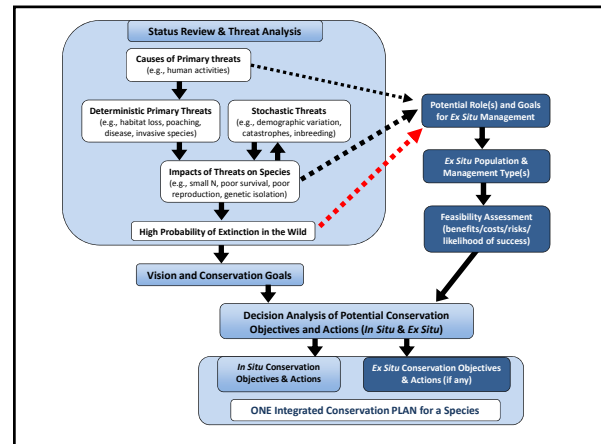 Status Review & Threat Analysis
Causes of Primary threats
(e.g., human activities)
Deterministic Primary Threats
(e.g., habitat loss, poaching,
disease, invasive species)
Stochastic Threats
(e.g., demographic variation,
catastrophes, inbreeding)
Impacts of Threats on Species
(e.g., small N, poor survival, poor
reproduction, genetic isolation)
High Probability of Extinction in the Wild
Potential Role(s) and Goals
for Ex Situ Management
Ex Situ Population &
Management Type(s)
Feasibility Assessment
(benefits/costs/risks/
likelihood of success)
Vision and Conservation Goals
Decision Analysis of Potential Conservation
Objectives and Actions (In Situ & Ex Situ)
In Situ Conservation
Objectives & Actions
Ex Situ Conservation Objectives
& Actions (if any)
ONE Integrated Conservation PLAN for a Species